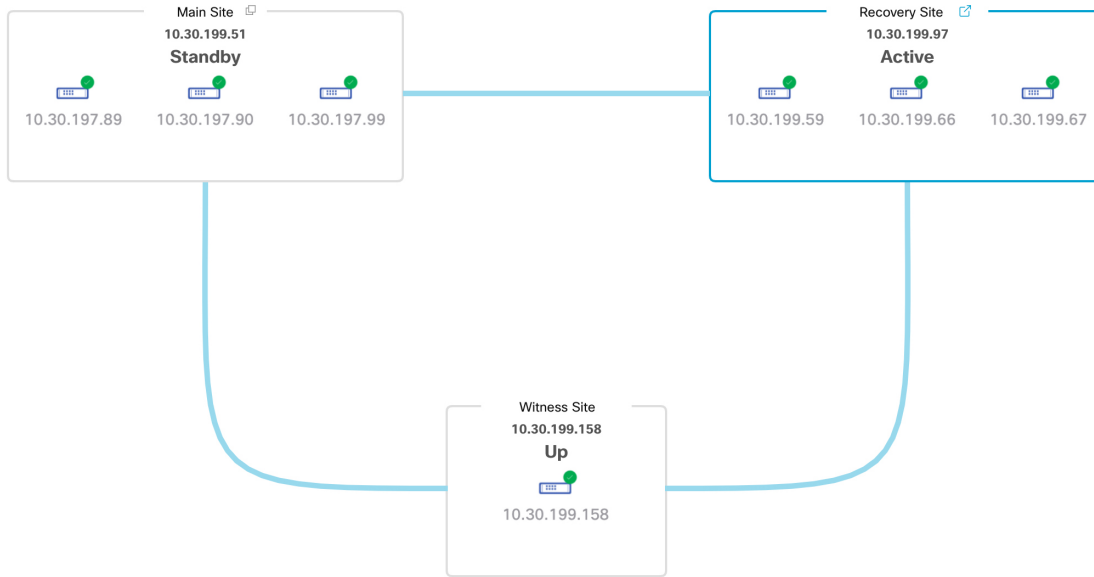 Main Site
10.30.199.51
Standby
10.30.197.89 10.30.197.90 10.30.197.99
Recovery Site
10.30.199.97
Active
10.30.199.59 10.30.199.66 10.30.199.67
Witness Site
10.30.199.158
Up
10.30.199.158